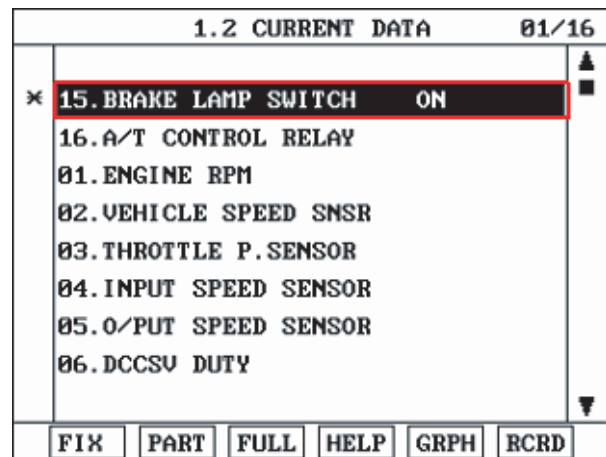 1.2 CURRENT DATA 01/16
* 15.BRAKE LAMP SWITCH ON
16.A/T CONTROL RELAY
01.ENGINE RPM
02.VEHICLE SPEED SNSR
03.THROTTLE P.SENSOR
04.INPUT SPEED SENSOR
05.O/PUT SPEED SENSOR
06.DCCSV DUTY
FIX PART FULL HELP GRPH RCRD